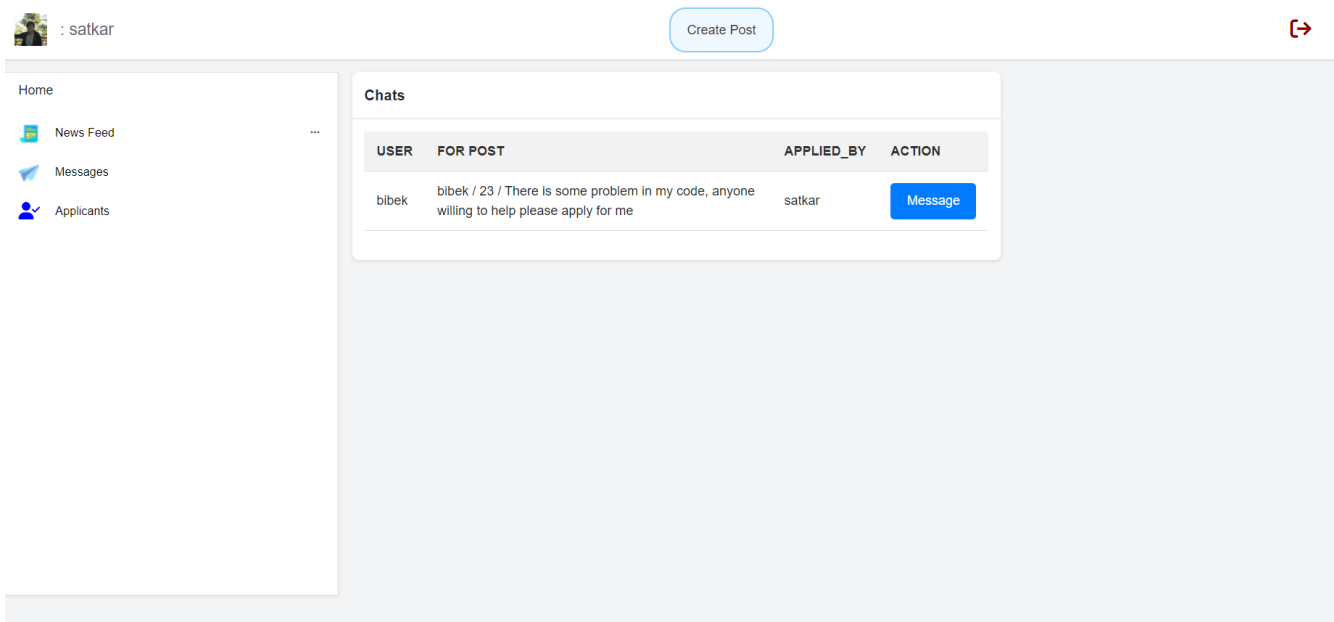 : satkar
Create Post
Home
News Feed
Messages
Applicants
Chats
USER FOR POST APPLIED_BY ACTION
bibek bibek / 23 / There is some problem in my code, anyone
willing to help please apply for me satkar Message